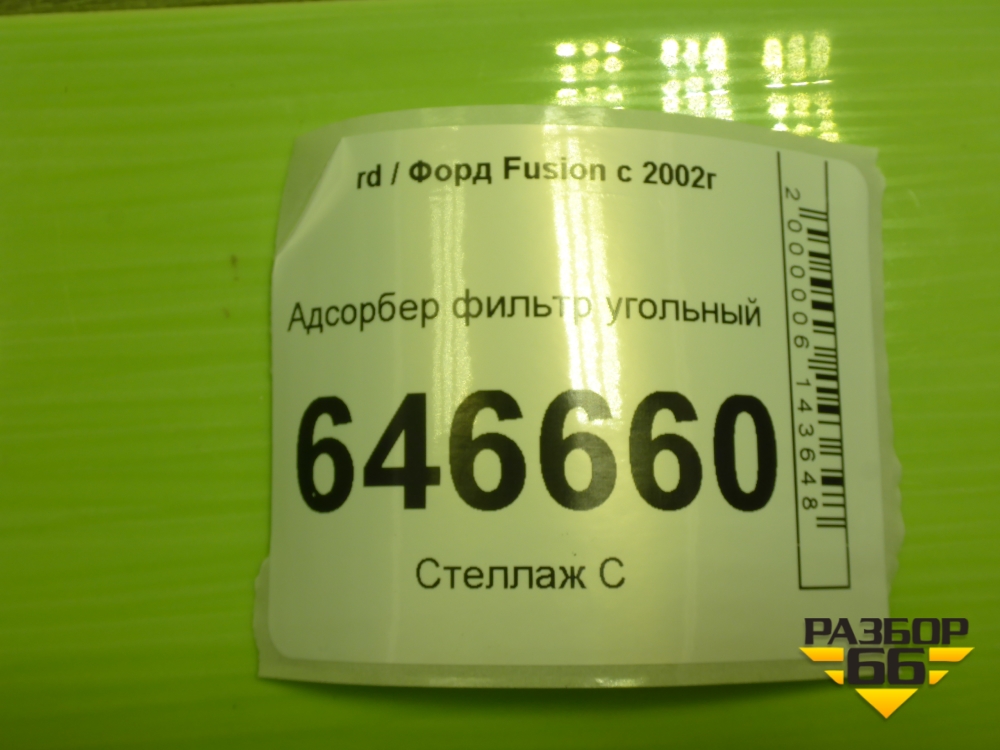 rd / Форд Fusion с 2002г
Адсорбер фильтр угольный
646660
Стеллаж С
2000006143648
РАЗБОР
66